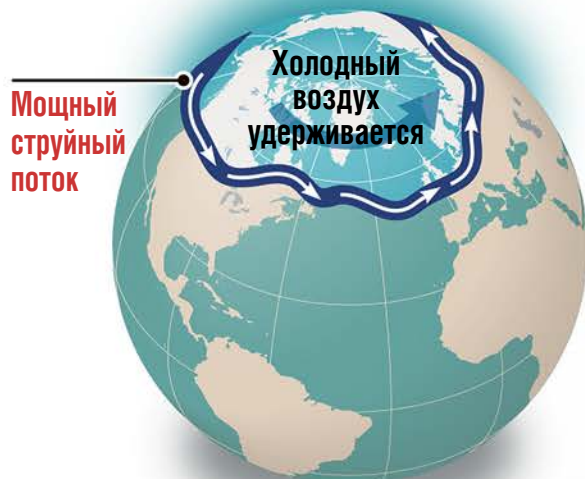 Холодный
воздух
удерживается
Мощный
струйный
поток